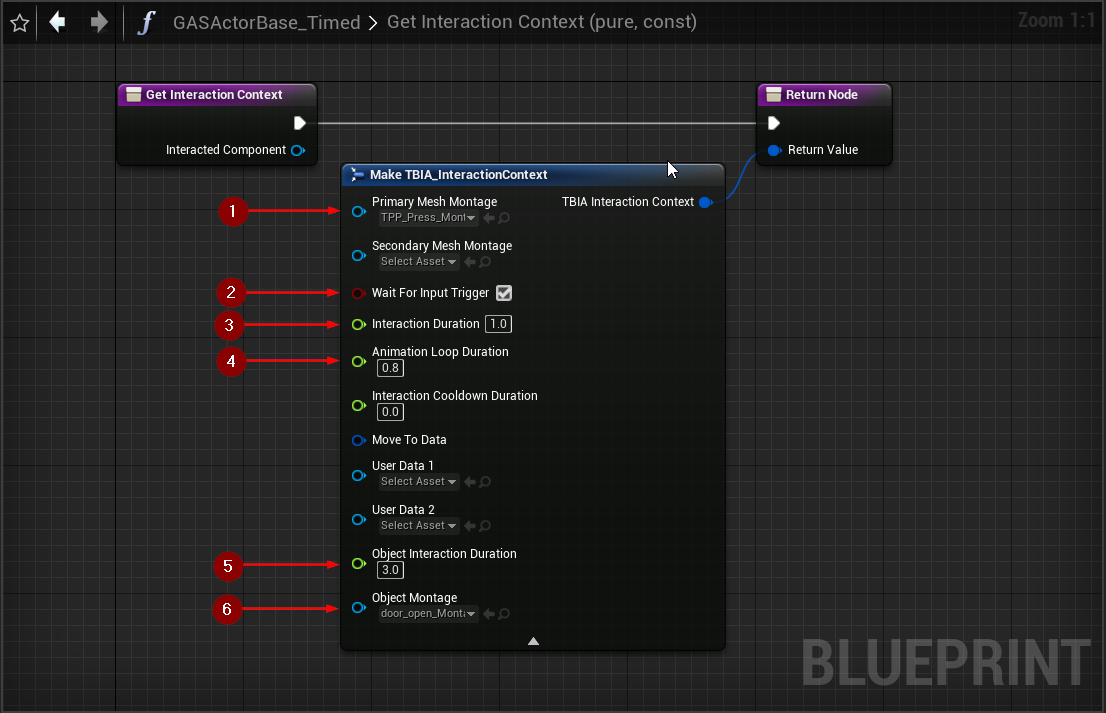 GASActorBase_Timed > Get Interaction Context (pure, const)
Zoom 1:1
Get Interaction Context
Interacted Component
Return Node
Return Value
Make TBIA_InteractionContext
Primary Mesh Montage
TPP_Press_Mont
TBIA Interaction Context
Secondary Mesh Montage
Select Asset
Wait For Input Trigger
Interaction Duration 1.0
Animation Loop Duration
0.8
Interaction Cooldown Duration
0.0
Move To Data
User Data 1
Select Asset
User Data 2
Select Asset
Object Interaction Duration
3.0
Object Montage
door_open_Monta
1
2
3
4
5
6
BLUEPRINT